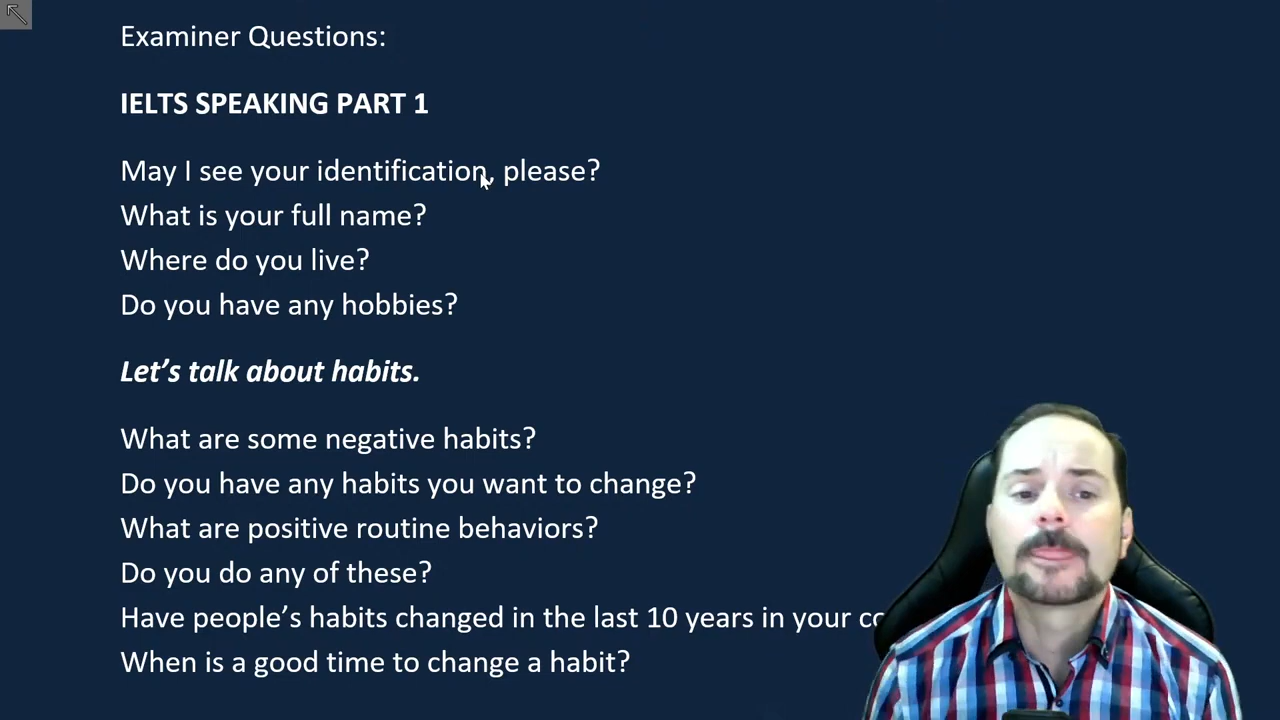 Examiner Questions:
IELTS SPEAKING PART 1
May I see your identification, please?
What is your full name?
Where do you live?
Do you have any hobbies?
Let's talk about habits.
What are some negative habits?
Do you have any habits you want to change?
What are positive routine behaviors?
Do you do any of these?
Have people's habits changed in the last 10 years in your
When is a good time to change a habit?